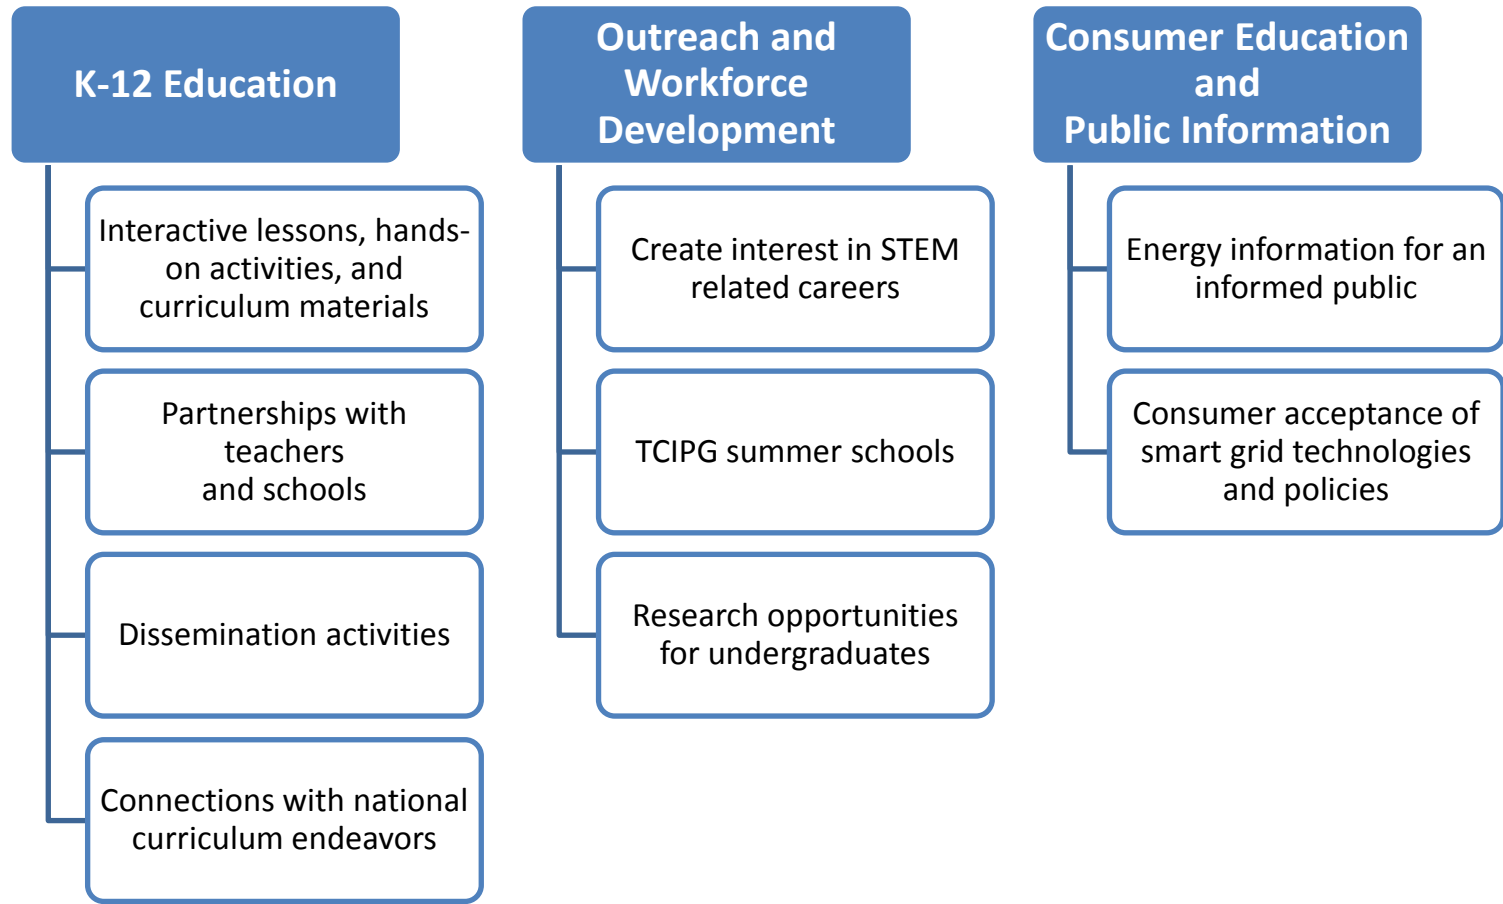 K-12 Education
Interactive lessons, hands-
on activities, and
curriculum materials
Partnerships with
teachers
and schools
Dissemination activities
Connections with national
curriculum endeavors
Outreach and
Workforce
Development
Create interest in STEM
related careers
TCIPG summer schools
Research opportunities
for undergraduates
Consumer Education
and
Public Information
Energy information for an
informed public
Consumer acceptance of
smart grid technologies
and policies